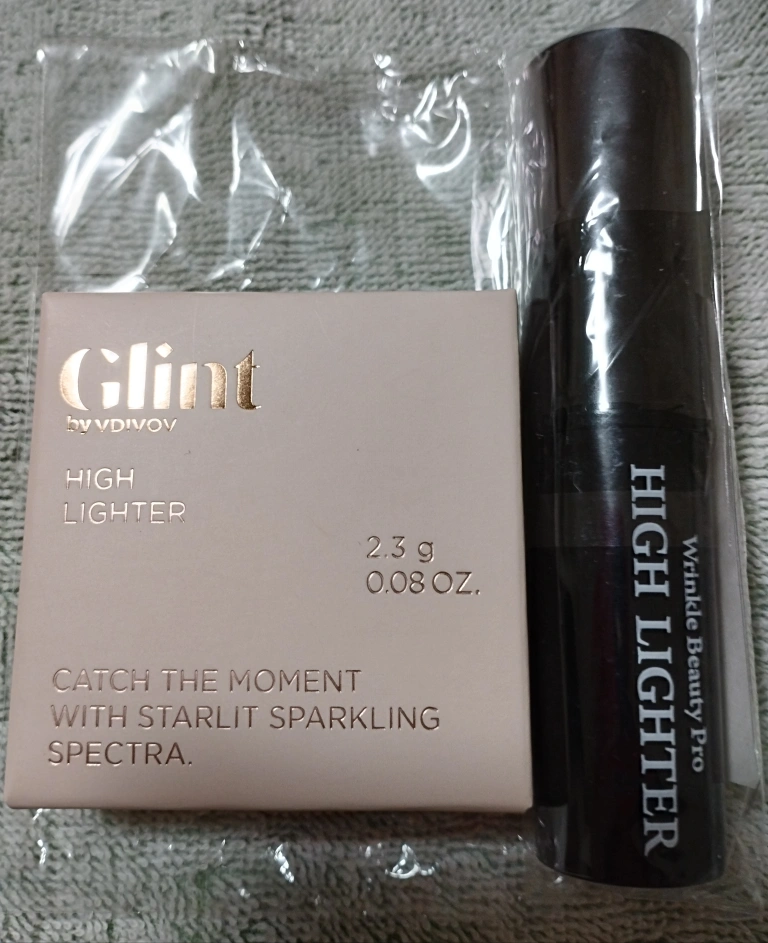 Glint
by VDIVOV
HIGH
LIGHTER
2.3 g
0.08 OZ.
CATCH THE MOMENT
WITH STARLIT SPARKLING
SPECTRA.
Wrinkle Beauty Pro
HIGH LIGHTER